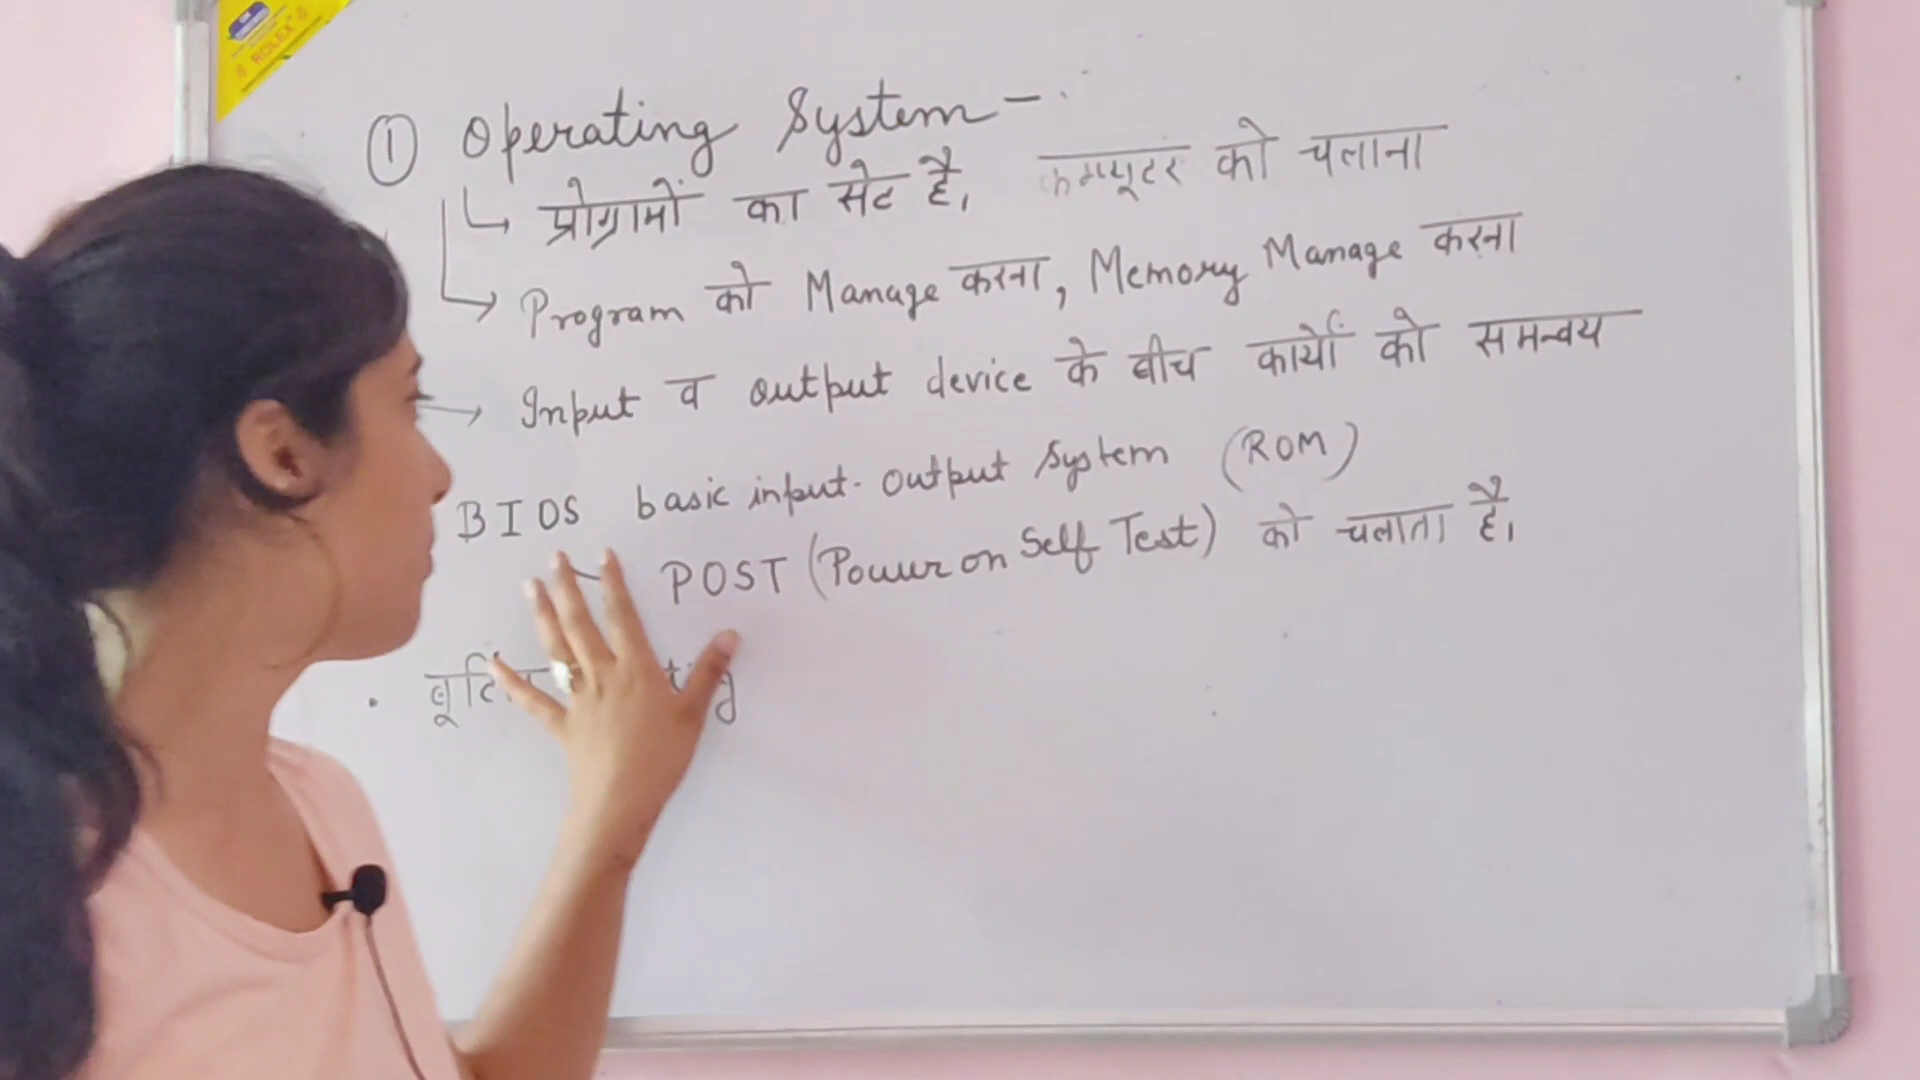 ROLEX
① Operating System -
प्रोग्रामों का सेट है, कम्प्यूटर को चलाना
Program को Manage करना, Memory Manage करना
Input व output device के बीच कार्यों को समन्वय
BIOS basic input- output system (ROM)
POST (Power on Self Test) को चलाता है,